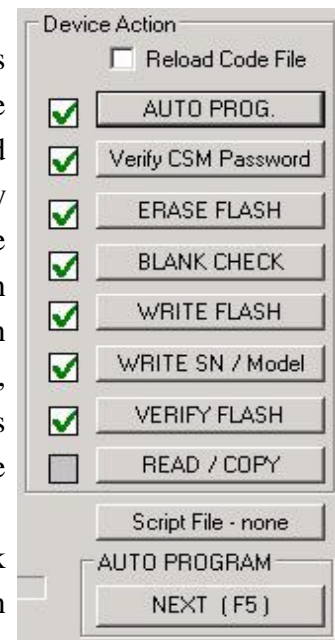 Device Action
Reload Code File
AUTO PROG.
Verify CSM Password
ERASE FLASH
BLANK CHECK
WRITE FLASH
WRITE SN / Model
VERIFY FLASH
READ / COPY
Script File - none
AUTO PROGRAM
NEXT ( F5 )